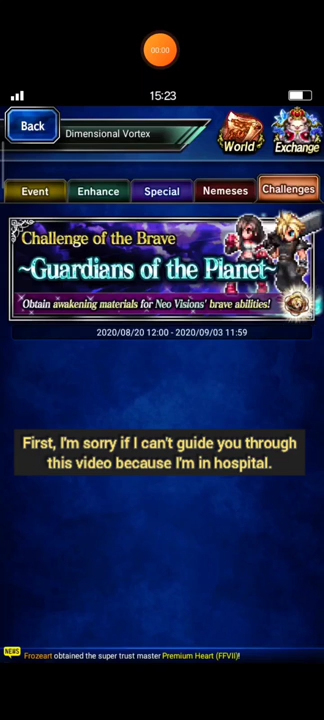 00:00
15:23
Back
Dimensional Vortex
World
Exchange
Event
Enhance
Special
Nemeses
Challenges
Challenge of the Brave
~Guardians of the Planet~
Obtain awakening materials for Neo Visions' brave abilities!
2020/08/20 12:00 - 2020/09/03 11:59
First, I'm sorry if I can't guide you through
this video because I'm in hospital.
NEWS
Frozeart obtained the super trust master Premium Heart (FFVII)!